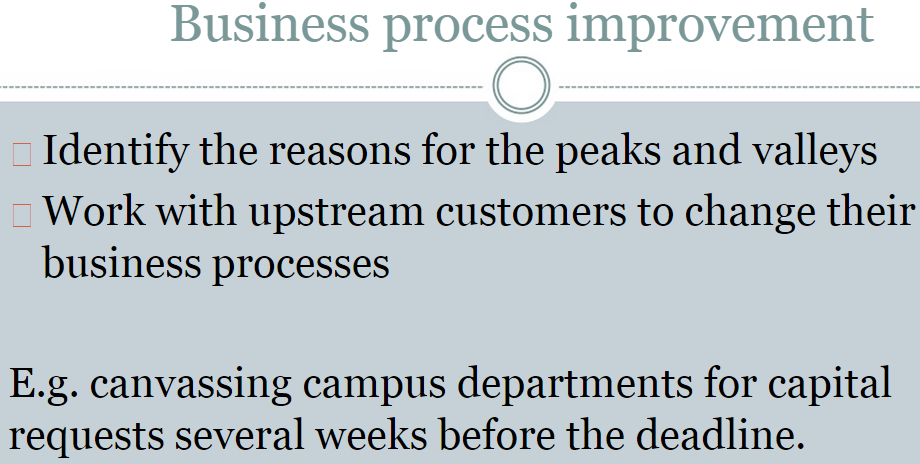 Business process improvement
Identify the reasons for the peaks and valleys
Work with upstream customers to change their
business processes
E.g. canvassing campus departments for capital
requests several weeks before the deadline.